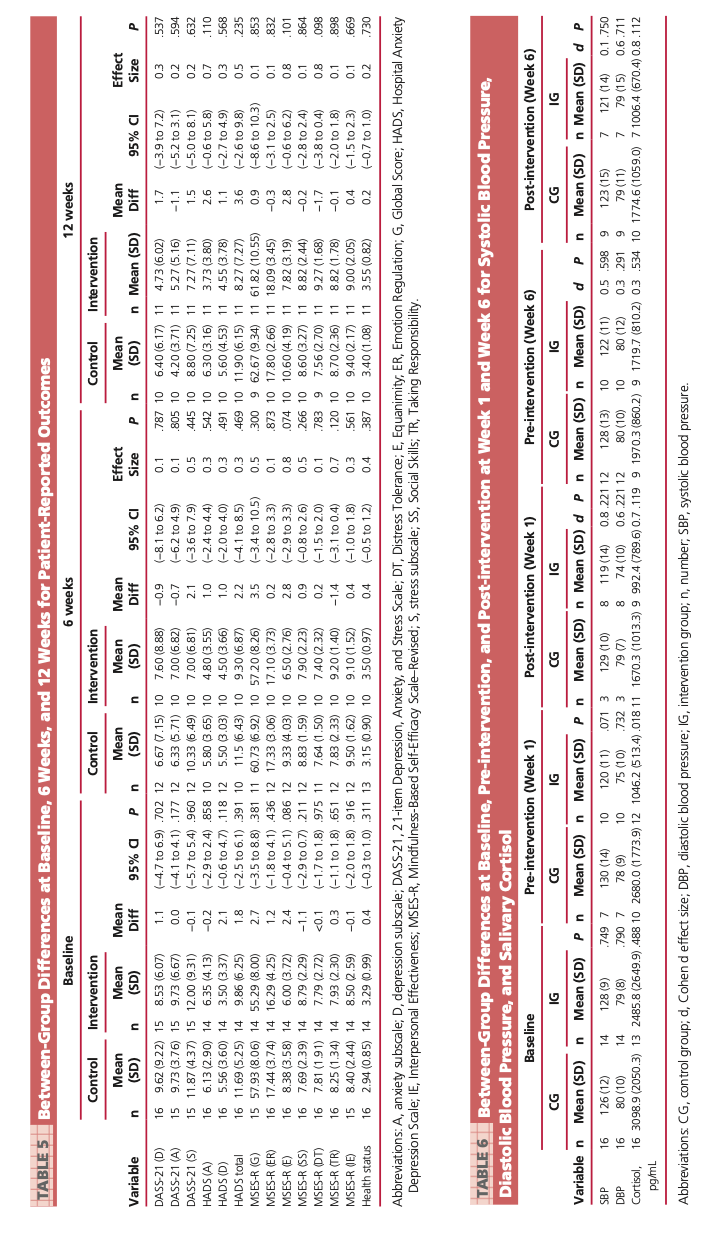 TABLE 5 Between-Group Differences at Baseline, 6 Weeks, and 12 Weeks for Patient-Reported Outcomes
Baseline 6 weeks 12 weeks
Control Intervention Control Intervention Control Intervention
Variable n Mean (SD) n Mean (SD) Mean Diff 95% CI P n Mean (SD) n Mean (SD) Mean Diff 95% CI Effect Size P n Mean (SD) n Mean (SD) Mean Diff 95% CI Effect Size P
DASS-21 (D) 16 9.62 (9.22) 15 8.53 (6.07) 1.1 (−4.7 to 6.9) .702 12 6.67 (7.15) 10 7.60 (8.88) −0.9 (−8.1 to 6.2) 0.1 .787 10 6.40 (6.17) 11 4.73 (6.02) 1.7 (−3.9 to 7.2) 0.3 .537
DASS-21 (A) 15 9.73 (3.76) 15 9.73 (6.67) 0.0 (−4.1 to 4.1) .177 12 6.33 (5.71) 10 7.00 (6.82) −0.7 (−6.2 to 4.9) 0.1 .805 10 4.20 (3.71) 11 5.27 (5.16) −1.1 (−5.2 to 3.1) 0.2 .594
DASS-21 (S) 15 11.87 (4.37) 15 12.00 (9.31) −0.1 (−5.7 to 5.4) .960 12 10.33 (6.49) 10 7.00 (6.81) 2.1 (−3.6 to 7.9) 0.5 .445 10 8.80 (7.25) 11 7.27 (7.11) 1.5 (−5.0 to 8.1) 0.2 .632
HADS (A) 16 6.13 (2.90) 14 6.35 (4.13) −0.2 (−2.9 to 2.4) .858 10 5.80 (3.65) 10 4.80 (3.55) 1.0 (−2.4 to 4.4) 0.3 .542 10 6.30 (3.16) 11 3.73 (3.80) 2.6 (−0.6 to 5.8) 0.7 .110
HADS (D) 16 5.56 (3.60) 14 3.50 (3.37) 2.1 (−0.6 to 4.7) .118 12 5.50 (3.03) 10 4.50 (3.66) 1.0 (−2.0 to 4.0) 0.3 .491 10 5.60 (4.53) 11 4.55 (3.78) 1.1 (−2.7 to 4.9) 0.3 .568
HADS total 16 11.69 (5.25) 14 9.86 (6.25) 1.8 (−2.5 to 6.1) .391 10 11.5 (6.43) 10 9.30 (6.87) 2.2 (−4.1 to 8.5) 0.3 .469 10 11.90 (6.15) 11 8.27 (7.27) 3.6 (−2.6 to 9.8) 0.5 .235
MSES-R (G) 15 57.93 (8.06) 14 55.29 (8.00) 2.7 (−3.5 to 8.8) .381 11 60.73 (6.92) 10 57.20 (8.26) 3.5 (−3.4 to 10.5) 0.5 .300 9 62.67 (9.34) 11 61.82 (10.55) 0.9 (−8.6 to 10.3) 0.1 .853
MSES-R (ER) 16 17.44 (3.74) 14 16.29 (4.25) 1.2 (−1.8 to 4.1) .436 12 17.33 (3.06) 10 17.10 (3.73) 0.2 (−2.8 to 3.3) 0.1 .873 10 17.80 (2.66) 11 18.09 (3.45) −0.3 (−3.1 to 2.5) 0.1 .832
MSES-R (E) 16 8.38 (3.58) 14 6.00 (3.72) 2.4 (−0.4 to 5.1) .086 12 9.33 (4.03) 10 6.50 (2.76) 2.8 (−2.9 to 3.3) 0.8 .074 10 10.60 (4.19) 11 7.82 (3.19) 2.8 (−0.6 to 6.2) 0.8 .101
MSES-R (SS) 16 7.69 (2.39) 14 8.79 (2.29) −1.1 (−2.9 to 0.7) .211 12 8.83 (1.59) 10 7.90 (2.23) 0.9 (−0.8 to 2.6) 0.5 .266 10 8.60 (3.27) 11 8.82 (2.44) −0.2 (−2.8 to 2.4) 0.1 .864
MSES-R (DT) 16 7.81 (1.91) 14 7.79 (2.72) <0.1 (−1.7 to 1.8) .975 11 7.64 (1.50) 10 7.40 (2.32) 0.2 (−1.5 to 2.0) 0.1 .783 9 7.56 (2.70) 11 9.27 (1.68) −1.7 (−3.8 to 0.4) 0.8 .098
MSES-R (TR) 16 8.25 (1.34) 14 7.93 (2.30) 0.3 (−1.1 to 1.8) .651 12 7.83 (2.33) 10 9.20 (1.40) −1.4 (−3.1 to 0.4) 0.7 .120 10 8.70 (2.36) 11 8.82 (1.78) −0.1 (−2.0 to 1.8) 0.1 .898
MSES-R (IE) 15 8.40 (2.44) 14 8.50 (2.59) −0.1 (−2.0 to 1.8) .916 12 9.50 (1.62) 10 9.10 (1.52) 0.4 (−1.0 to 1.8) 0.3 .561 10 9.40 (2.17) 11 9.00 (2.05) 0.4 (−1.5 to 2.3) 0.1 .669
Health status 16 2.94 (0.85) 14 3.29 (0.99) 0.4 (−0.3 to 1.0) .311 13 3.15 (0.90) 10 3.50 (0.97) 0.4 (−0.5 to 1.2) 0.4 .387 10 3.40 (1.08) 11 3.55 (0.82) 0.2 (−0.7 to 1.0) 0.2 .730
Abbreviations: A, anxiety subscale; D, depression subscale; DASS-21, 21-item Depression, Anxiety, and Stress Scale; DT, Distress Tolerance; E, Equanimity, ER, Emotion Regulation; G, Global Score; HADS, Hospital Anxiety
Depression Scale; IE, Interpersonal Effectiveness; MSES-R, Mindfulness-Based Self-Efficacy Scale–Revised; S, stress subscale; SS, Social Skills; TR, Taking Responsibility.
TABLE 6 Between-Group Differences at Baseline, Pre-intervention, and Post-intervention at Week 1 and Week 6 for Systolic Blood Pressure,
Diastolic Blood Pressure, and Salivary Cortisol
Baseline Pre-intervention (Week 1) Post-intervention (Week 1) Pre-intervention (Week 6) Post-intervention (Week 6)
CG IG CG IG CG IG CG IG CG IG
Variable n Mean (SD) n Mean (SD) P n Mean (SD) n Mean (SD) P n Mean (SD) n Mean (SD) d P n Mean (SD) n Mean (SD) d P n Mean (SD) n Mean (SD) d P
SBP 16 126 (12) 14 128 (9) .749 7 130 (14) 10 120 (11) .071 3 129 (10) 8 119 (14) 0.8 .221 12 128 (13) 10 122 (11) 0.5 .598 9 123 (15) 7 121 (14) 0.1 .750
DBP 16 80 (10) 14 79 (8) .790 7 78 (9) 10 75 (10) .732 3 79 (7) 8 74 (10) 0.6 .221 12 80 (10) 10 80 (12) 0.3 .291 9 79 (11) 7 79 (15) 0.6 .711
Cortisol, 16 3098.9 (2050.3) 13 2485.8 (2649.9) .488 10 2680.0 (1773.9) 12 1046.2 (513.4) .018 11 1670.3 (1013.3) 9 992.4 (789.6) 0.7 .119 9 1970.3 (860.2) 9 1719.7 (810.2) 0.3 .534 10 1774.6 (1059.0) 7 1006.4 (670.4) 0.8 .112
pg/mL
Abbreviations: CG, control group; d, Cohen d effect size; DBP, diastolic blood pressure; IG, intervention group; n, number; SBP, systolic blood pressure.